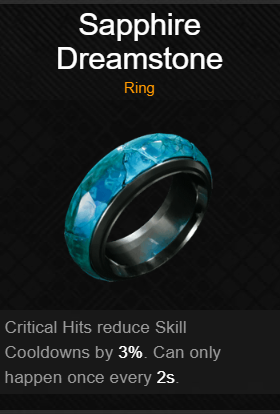 Sapphire
Dreamstone
Ring
Critical Hits reduce Skill
Cooldowns by 3%. Can only
happen once every 2s.